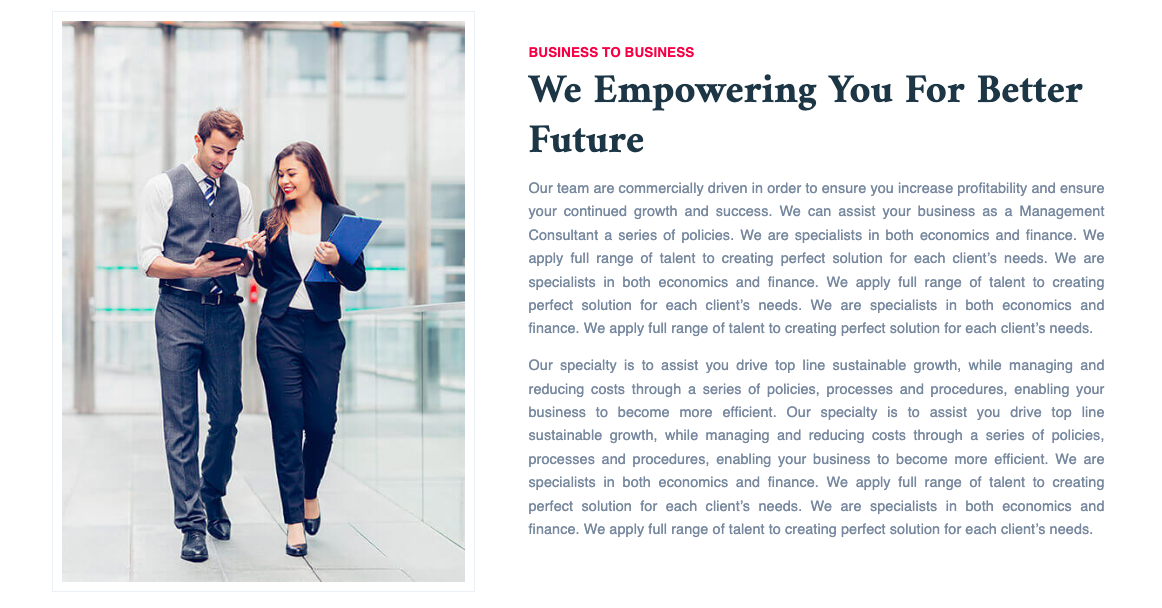 BUSINESS TO BUSINESS
We Empowering You For Better
Future
Our team are commercially driven in order to ensure you increase profitability and ensure
your continued growth and success. We can assist your business as a Management
Consultant a series of policies. We are specialists in both economics and finance. We
apply full range of talent to creating perfect solution for each client’s needs. We are
specialists in both economics and finance. We apply full range of talent to creating
perfect solution for each client’s needs. We are specialists in both economics and
finance. We apply full range of talent to creating perfect solution for each client’s needs.
Our specialty is to assist you drive top line sustainable growth, while managing and
reducing costs through a series of policies, processes and procedures, enabling your
business to become more efficient. Our specialty is to assist you drive top line
sustainable growth, while managing and reducing costs through a series of policies,
processes and procedures, enabling your business to become more efficient. We are
specialists in both economics and finance. We apply full range of talent to creating
perfect solution for each client’s needs. We are specialists in both economics and
finance. We apply full range of talent to creating perfect solution for each client’s needs.